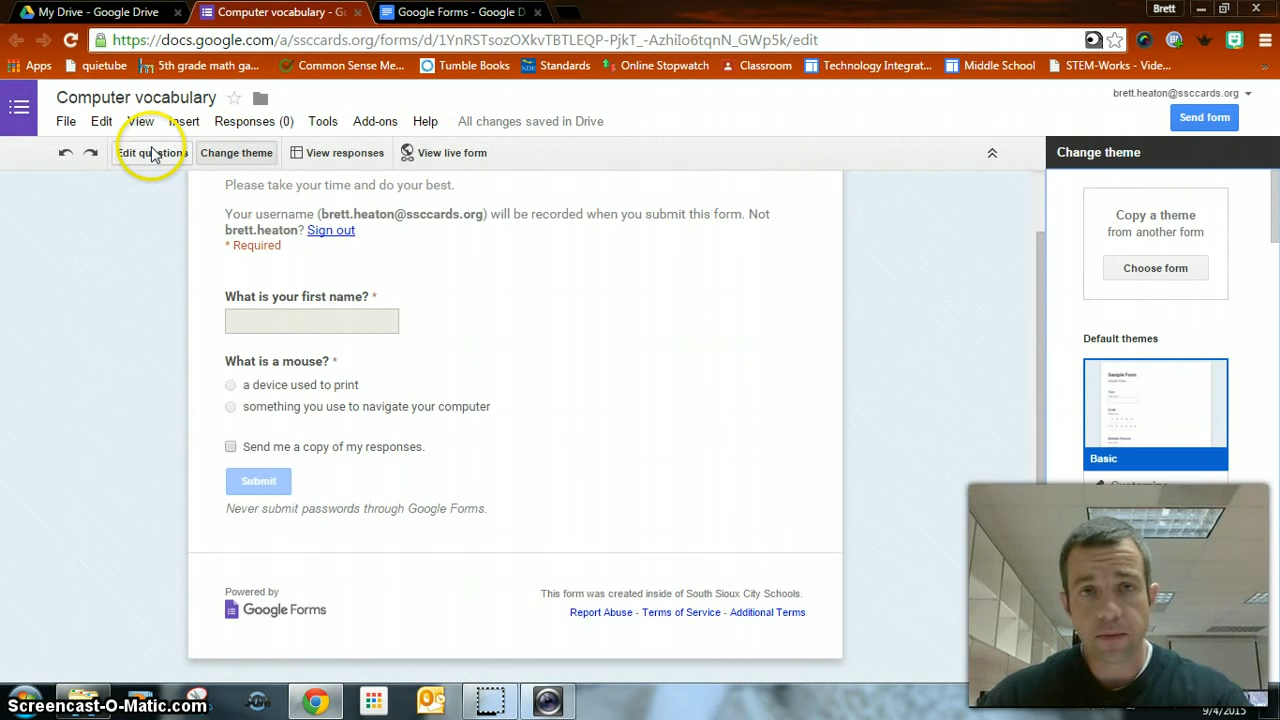 My Drive - Google Drive
Computer vocabulary - G
Google Forms - Google D
Brett
https://docs.google.com/a/ssccards.org/forms/d/1YnRSTsozOXkvTBTLEQP-PjkT_-AzhiIo6tqnN_GWp5k/edit
Apps
quietube
5th grade math ga...
Common Sense Me...
Tumble Books
Standards
Online Stopwatch
Classroom
Technology Integrat...
Middle School
STEM-Works - Vide...
»
Computer vocabulary
brett.heaton@ssccards.org
File Edit View Insert Responses (0) Tools Add-ons Help All changes saved in Drive
Send form
Edit questions
Change theme
View responses
View live form
Change theme
Please take your time and do your best.
Your username (brett.heaton@ssccards.org) will be recorded when you submit this form. Not
brett.heaton? Sign out
* Required
What is your first name? *
What is a mouse? *
a device used to print
something you use to navigate your computer
Send me a copy of my responses.
Submit
Never submit passwords through Google Forms.
Powered by
Google Forms
This form was created inside of South Sioux City Schools.
Report Abuse - Terms of Service - Additional Terms
Copy a theme
from another form
Choose form
Default themes
Sample Form
Basic
Customize
Screencast-O-Matic.com
9/4/2015